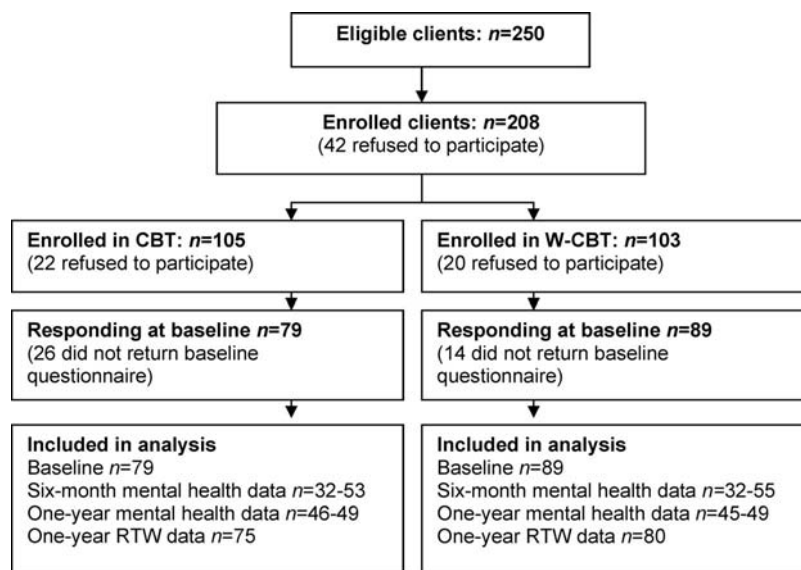 Eligible clients: n=250
Enrolled clients: n=208
(42 refused to participate)
Enrolled in CBT: n=105
(22 refused to participate)
Enrolled in W-CBT: n=103
(20 refused to participate)
Responding at baseline n=79
(26 did not return baseline
questionnaire)
Responding at baseline n=89
(14 did not return baseline
questionnaire)
Included in analysis
Baseline n=79
Six-month mental health data n=32-53
One-year mental health data n=46-49
One-year RTW data n=75
Included in analysis
Baseline n=89
Six-month mental health data n=32-55
One-year mental health data n=45-49
One-year RTW data n=80